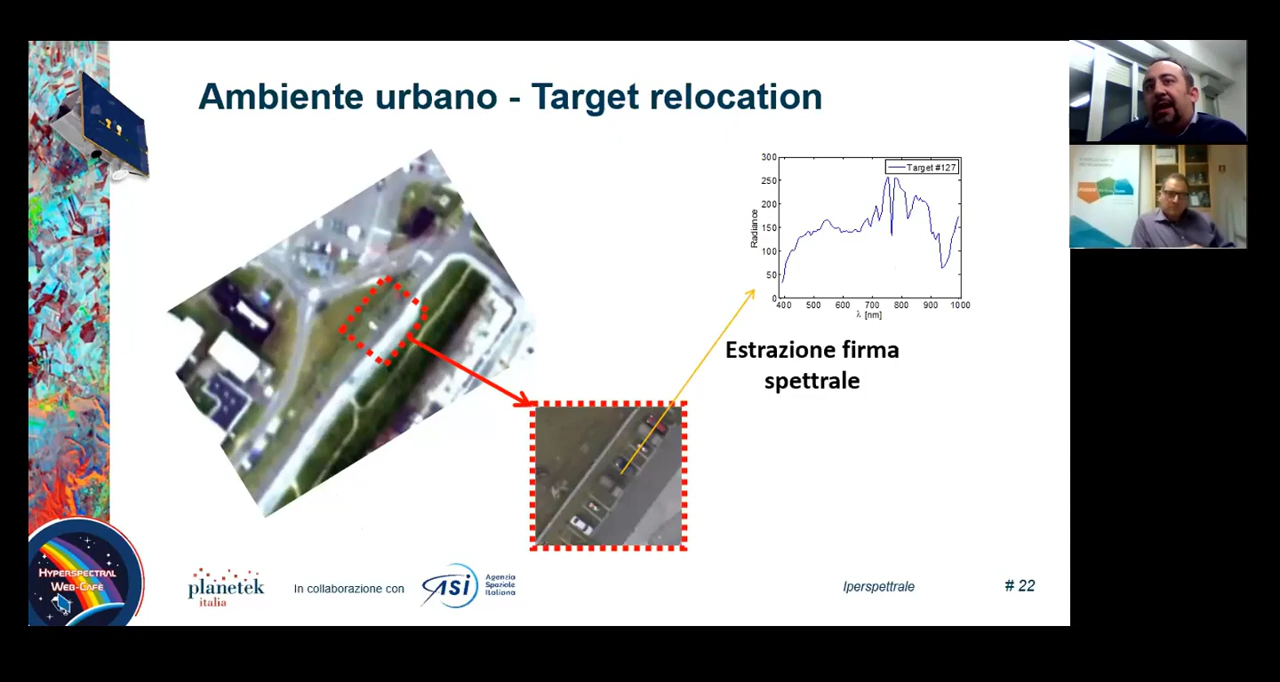 Ambiente urbano - Target relocation
300
250
200
150
100
50
0
Radiance
Target #127
400 500 600 700 800 900 1000
λ [nm]
Estrazione firma
spettrale
HYPERSPECTRAL
WEB-CAFÈ
planetek
italia
In collaborazione con
ASI
Agenzia
Spaziale
Italiana
Iperspettrale
# 22